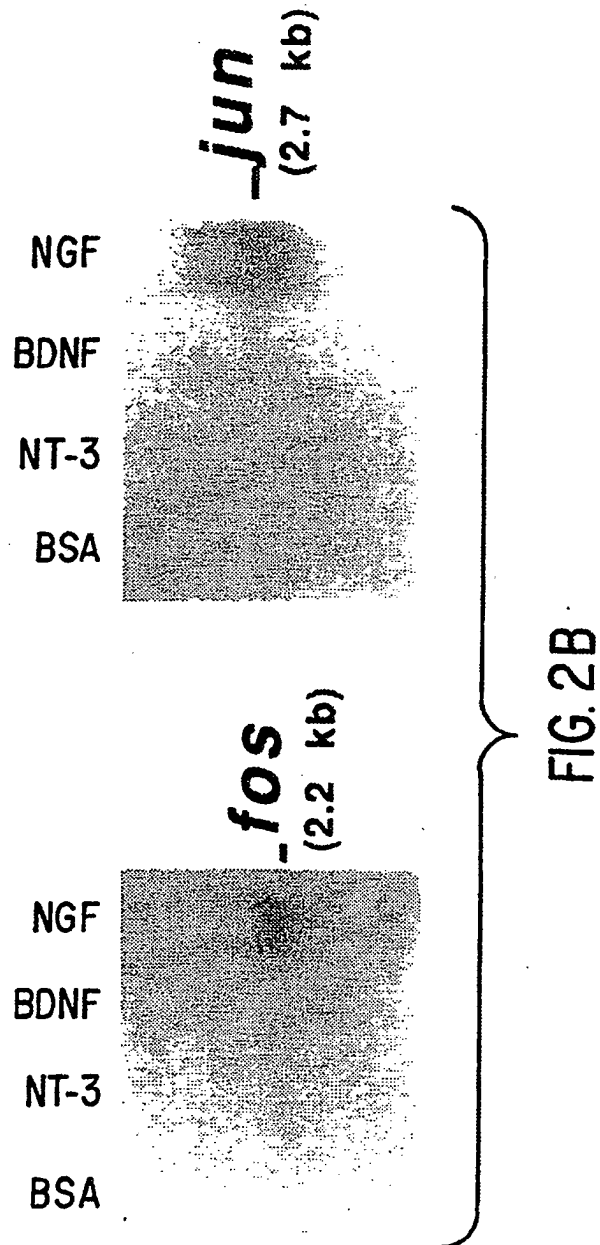 BSA NT-3 BDNF NGF
fos
(2.2 kb)
BSA NT-3 BDNF NGF
jun
(2.7 kb)
FIG. 2B